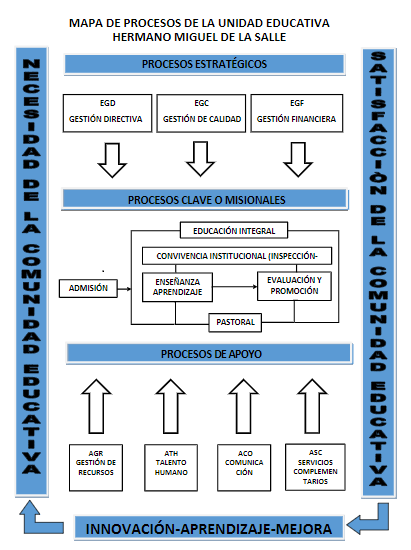 MAPA DE PROCESOS DE LA UNIDAD EDUCATIVA
HERMANO MIGUEL DE LA SALLE
NECESIDAD DE LA COMUNIDAD EDUCATIVA
PROCESOS ESTRATÉGICOS
EGD
GESTIÓN DIRECTIVA
EGC
GESTIÓN DE CALIDAD
EGF
GESTIÓN FINANCIERA
PROCESOS CLAVE O MISIONALES
EDUCACIÓN INTEGRAL
CONVIVENCIA INSTITUCIONAL (INSPECCIÓN-
ADMISIÓN
ENSEÑANZA
APRENDIZAJE
EVALUACIÓN Y
PROMOCIÓN
PASTORAL
PROCESOS DE APOYO
AGR
GESTIÓN DE
RECURSOS
ATH
TALENTO
HUMANO
ACO
COMUNICA
CIÓN
ASC
SERVICIOS
COMPLEMEN
TARIOS
SATISFACCIÒN DE LA COMUNIDAD EDUCATIVA
INNOVACIÓN-APRENDIZAJE-MEJORA